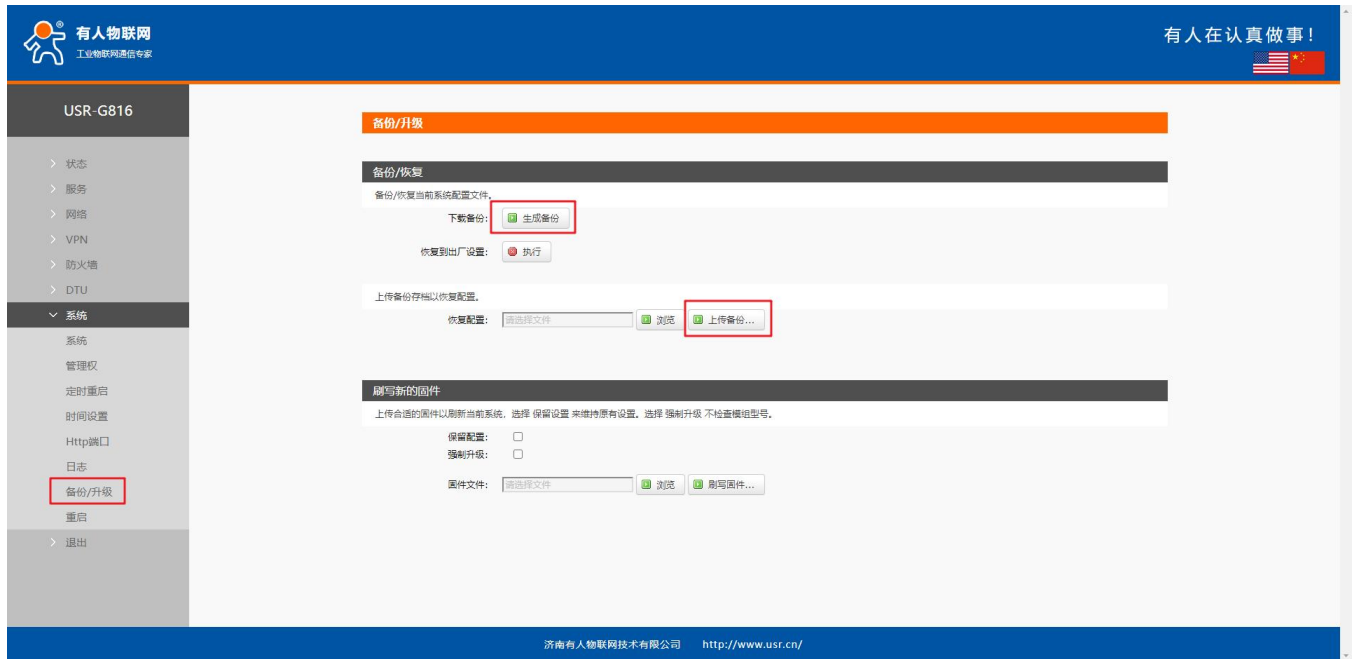 有人物联网
工业物联网通信专家
有人在认真做事！
USR-G816
状态
服务
网络
VPN
防火墙
DTU
系统
系统
管理权
定时重启
时间设置
Http端口
日志
备份/升级
重启
退出
备份/升级
备份/恢复
备份/恢复当前系统配置文件。
下载备份: 生成备份
恢复到出厂设置: 执行
上传备份存档以恢复配置。
恢复配置: 请选择文件 浏览 上传备份...
刷写新的固件
上传合适的固件以刷新当前系统，选择 保留设置 来维持原有设置。选择 强制升级 不检查模组型号。
保留配置:
强制升级:
固件文件: 请选择文件 浏览 刷写固件...
济南有人物联网技术有限公司 http://www.usr.cn/